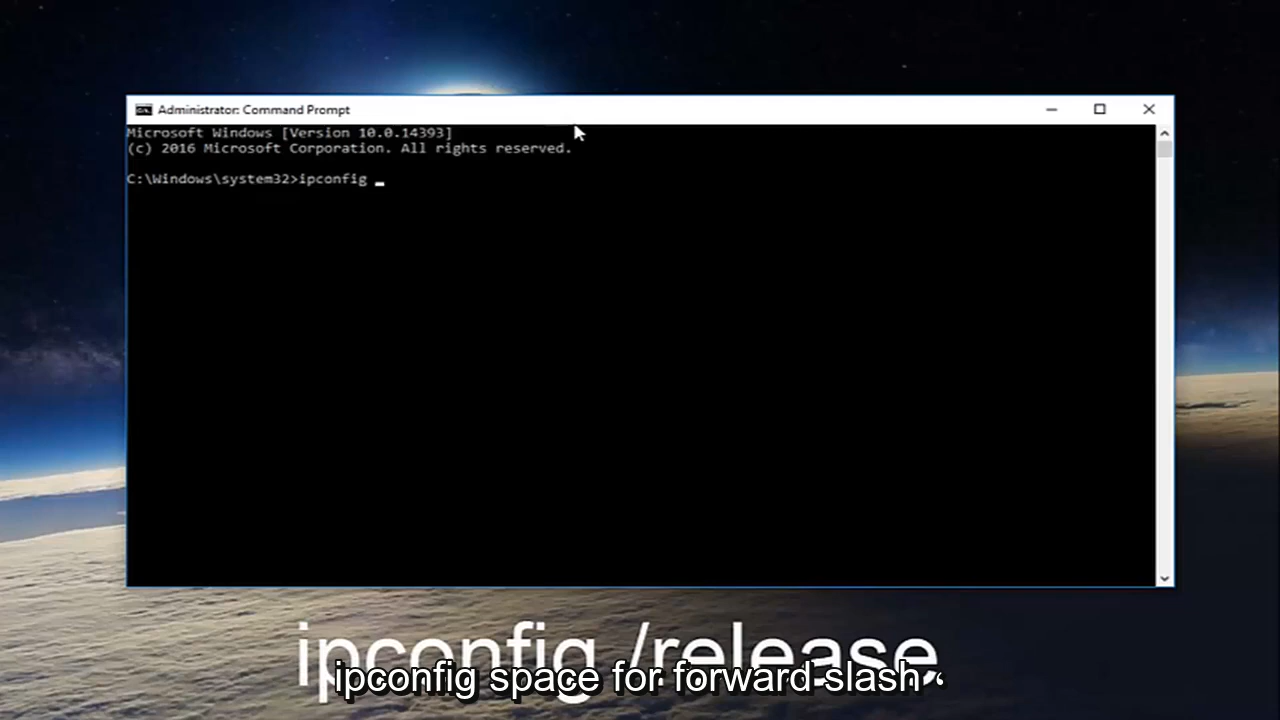 Administrator: Command Prompt
Microsoft Windows [Version 10.0.14393]
(c) 2016 Microsoft Corporation. All rights reserved.
C:\Windows\system32>ipconfig _
ipconfig /release
ipconfig space for forward slash “